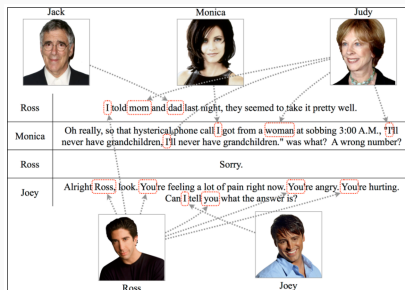 Jack
Monica
Judy
Ross
I told mom and dad last night, they seemed to take it pretty well.
Monica
Oh really, so that hysterical phone call I got from a woman at sobbing 3:00 A.M., "I'll
never have grandchildren, I'll never have grandchildren." was what? A wrong number?
Ross
Sorry.
Joey
Alright Ross, look. You're feeling a lot of pain right now. You're angry. You're hurting.
Can I tell you what the answer is?
Ross
Joey